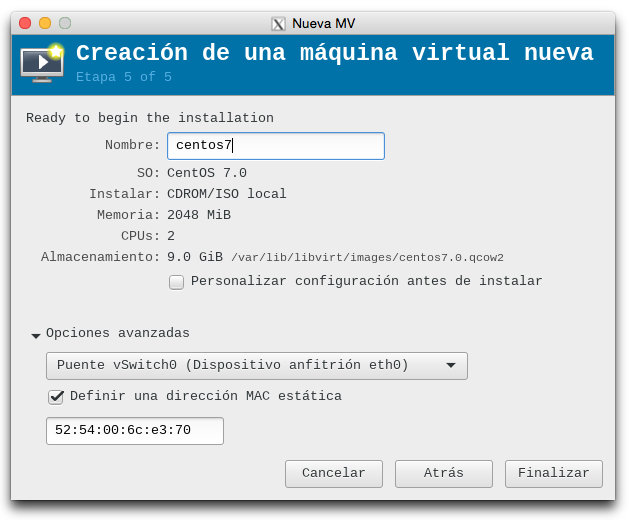 Nueva MV
Creación de una máquina virtual nueva
Etapa 5 of 5
Ready to begin the installation
Nombre: centos7
SO: CentOS 7.0
Instalar: CDROM/ISO local
Memoria: 2048 MiB
CPUs: 2
Almacenamiento: 9.0 GiB /var/lib/libvirt/images/centos7.0.qcow2
Personalizar configuración antes de instalar
Opciones avanzadas
Puente vSwitch0 (Dispositivo anfitrión eth0)
Definir una dirección MAC estática
52:54:00:6c:e3:70
Cancelar Atrás Finalizar